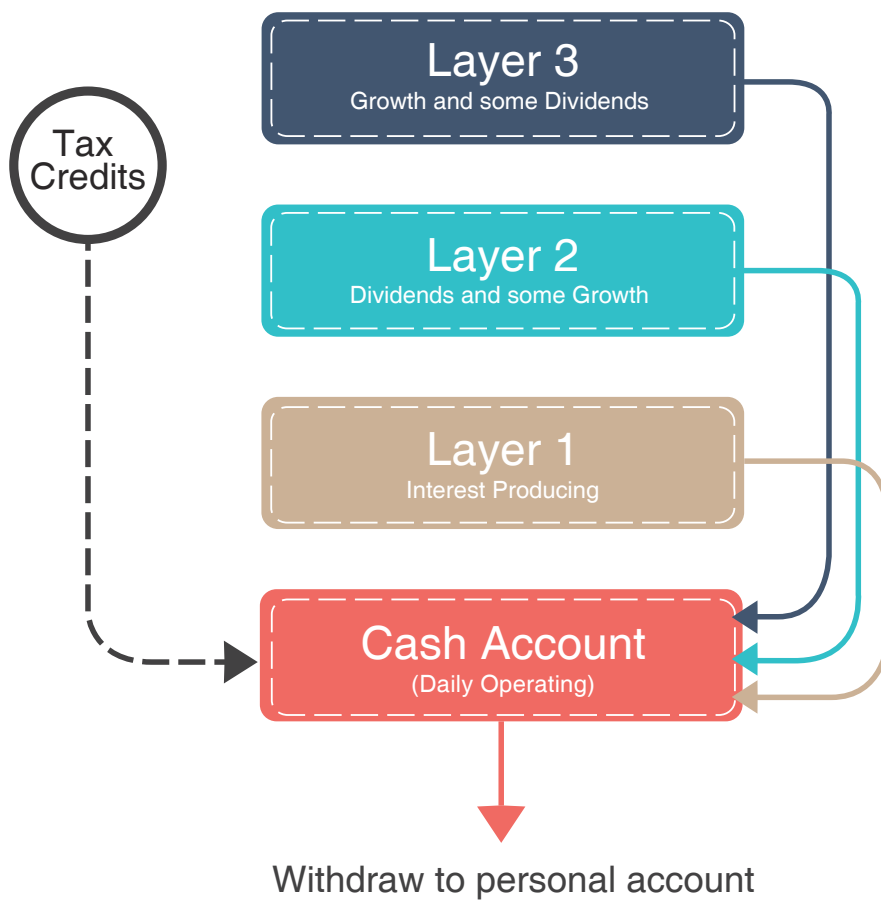 Layer 3
Growth and some Dividends
Tax
Credits
Layer 2
Dividends and some Growth
Layer 1
Interest Producing
Cash Account
(Daily Operating)
Withdraw to personal account